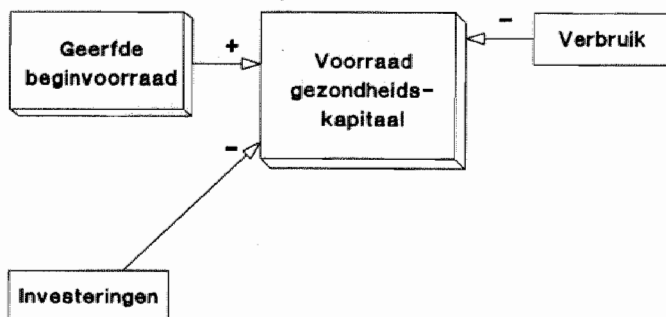 Geerfde
beginvoorraad
+
Voorraad
gezondheids-
kapitaal
-
Verbruik
-
Investeringen